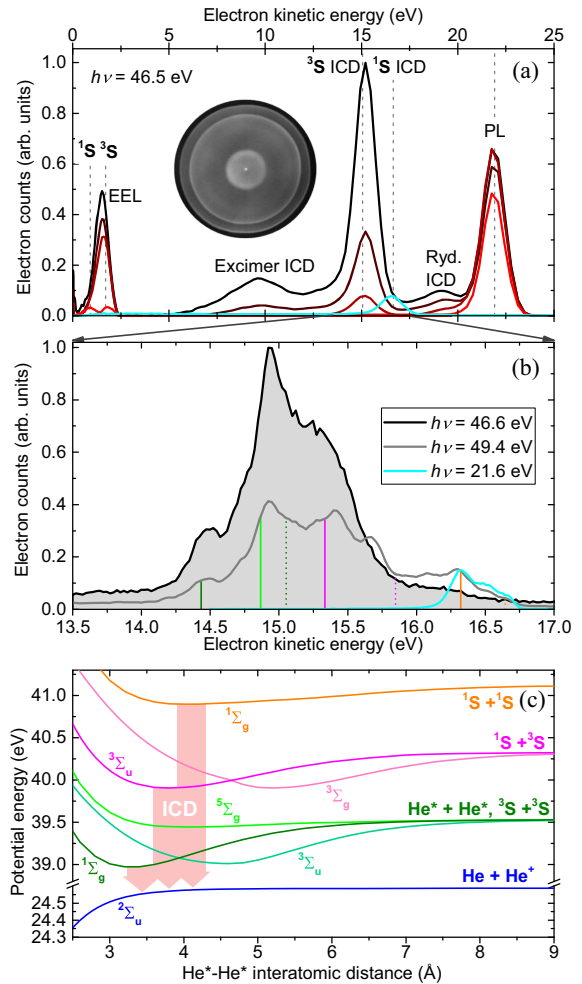 Electron kinetic energy (eV)
0 5 10 15 20 25
³S ICD ¹S ICD (a)
hν = 46.5 eV
PL
¹S ³S
EEL
Excimer ICD
Ryd.
ICD
Electron counts (arb. units)
1.0
0.8
0.6
0.4
0.2
0.0
(b)
hν = 46.6 eV
hν = 49.4 eV
hν = 21.6 eV
Electron counts (arb. units)
1.0
0.8
0.6
0.4
0.2
0.0
13.5 14.0 14.5 15.0 15.5 16.0 16.5 17.0
Electron kinetic energy (eV)
(c)
¹S + ¹S
¹Σg
¹S + ³S
³Σu
³Σg
ICD
He* + He*, ³S + ³S
⁵Σg
¹Σg
³Σu
He + He⁺
²Σu
Potential energy (eV)
41.0
40.5
40.0
39.5
39.0
24.5
24.3
3 4 5 6 7 8 9
He*-He* interatomic distance (Å)